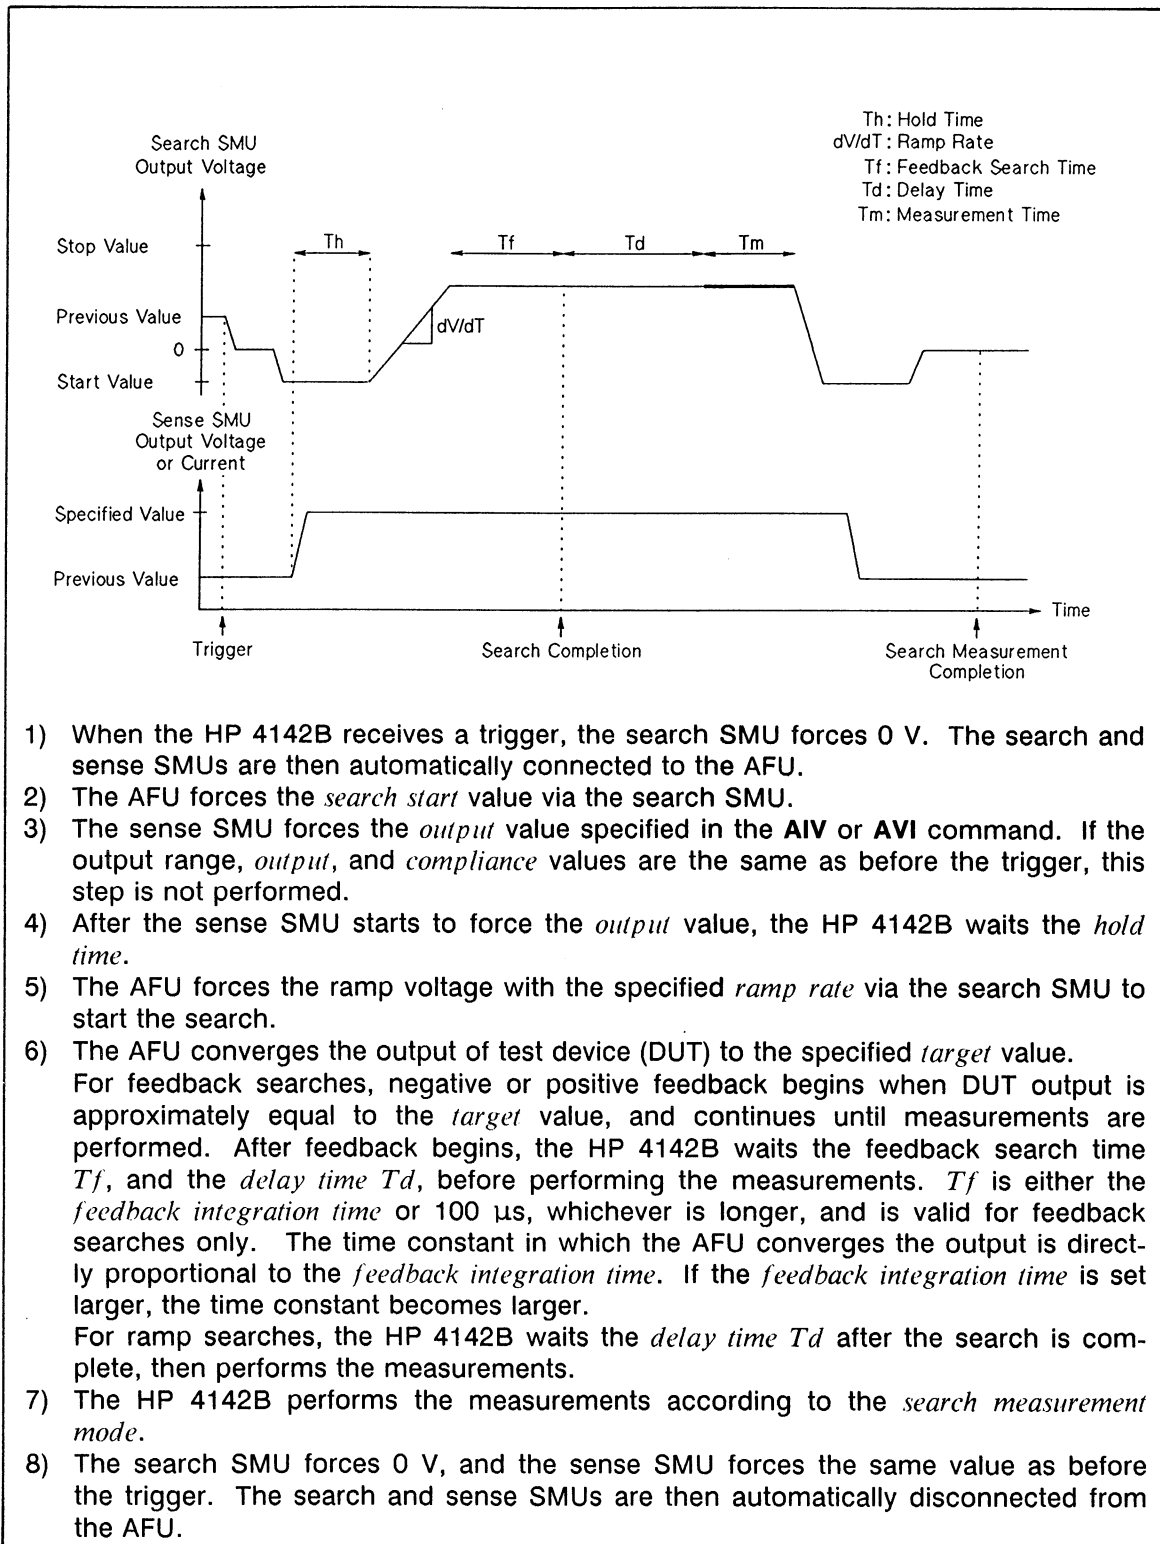 Th: Hold Time
dV/dT: Ramp Rate
Tf: Feedback Search Time
Td: Delay Time
Tm: Measurement Time
Search SMU
Output Voltage
Stop Value
Th
Tf
Td
Tm
Previous Value
dV/dT
0
Start Value
Sense SMU
Output Voltage
or Current
Specified Value
Previous Value
Time
Trigger
Search Completion
Search Measurement
Completion
1) When the HP 4142B receives a trigger, the search SMU forces 0 V. The search and
sense SMUs are then automatically connected to the AFU.
2) The AFU forces the search start value via the search SMU.
3) The sense SMU forces the output value specified in the AIV or AVI command. If the
output range, output, and compliance values are the same as before the trigger, this
step is not performed.
4) After the sense SMU starts to force the output value, the HP 4142B waits the hold
time.
5) The AFU forces the ramp voltage with the specified ramp rate via the search SMU to
start the search.
6) The AFU converges the output of test device (DUT) to the specified target value.
For feedback searches, negative or positive feedback begins when DUT output is
approximately equal to the target value, and continues until measurements are
performed. After feedback begins, the HP 4142B waits the feedback search time
Tf, and the delay time Td, before performing the measurements. Tf is either the
feedback integration time or 100 μs, whichever is longer, and is valid for feedback
searches only. The time constant in which the AFU converges the output is direct-
ly proportional to the feedback integration time. If the feedback integration time is set
larger, the time constant becomes larger.
For ramp searches, the HP 4142B waits the delay time Td after the search is com-
plete, then performs the measurements.
7) The HP 4142B performs the measurements according to the search measurement
mode.
8) The search SMU forces 0 V, and the sense SMU forces the same value as before
the trigger. The search and sense SMUs are then automatically disconnected from
the AFU.